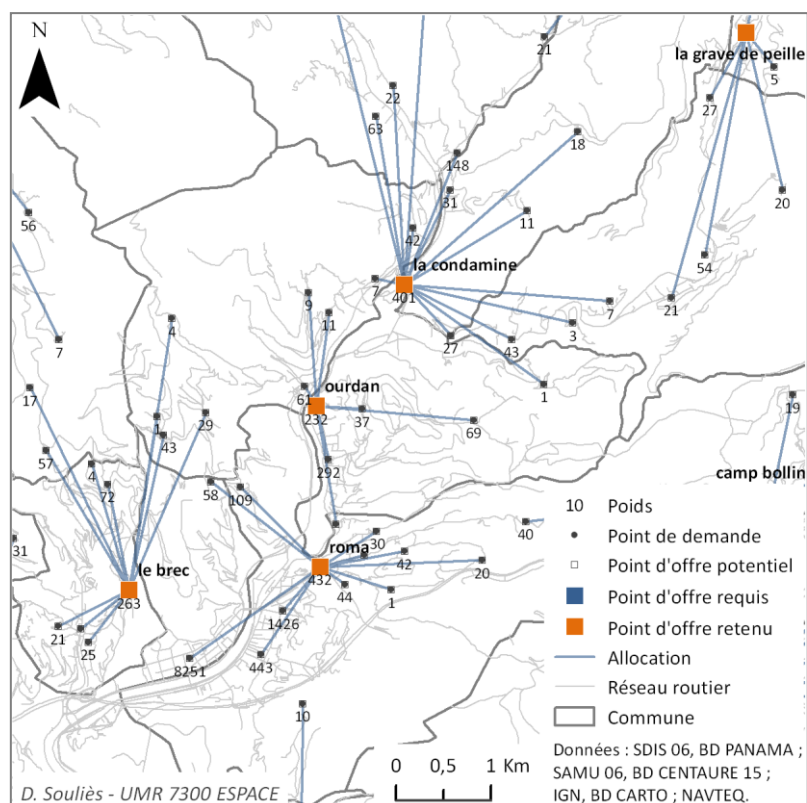 N
21
la grave de peille
5
22
27
63
18
148
20
31
56
11
42
54
la condamine
7
401
21
7
9
11
3
4
27
43
7
ourdan
1
17
61
232
37
19
1
29
69
43
57
292
camp bollin
4
58
72
109
10 Poids
40
30
Point de demande
31
roma
42
Point d'offre potentiel
20
le brec
432
44
1
Point d'offre requis
263
1426
21
Point d'offre retenu
25
443
Allocation
8251
Réseau routier
10
Commune
Données : SDIS 06, BD PANAMA ;
SAMU 06, BD CENTAURE 15 ;
IGN, BD CARTO ; NAVTEQ.
0 0,5 1 Km
D. Souliès - UMR 7300 ESPACE